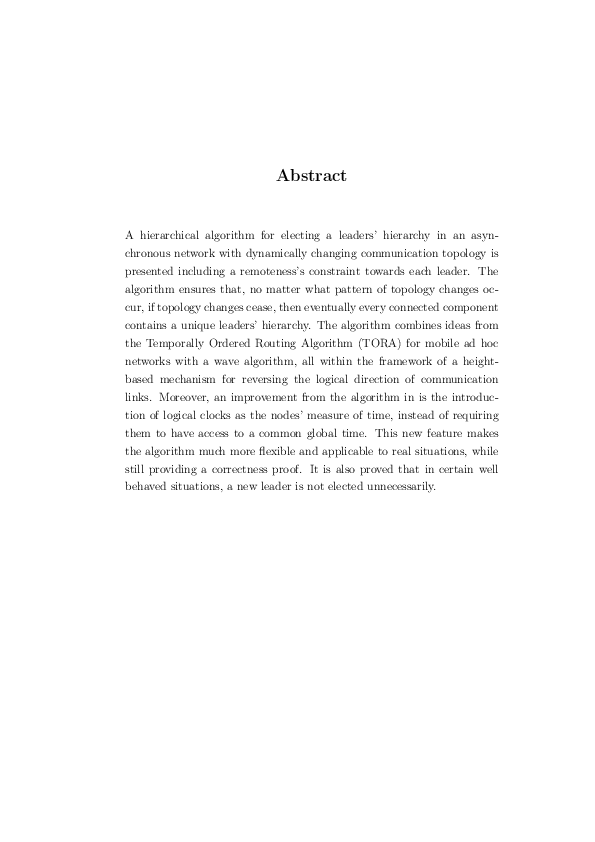 Abstract
A hierarchical algorithm for electing a leaders' hierarchy in an asyn-
chronous network with dynamically changing communication topology is
presented including a remoteness's constraint towards each leader. The
algorithm ensures that, no matter what pattern of topology changes oc-
cur, if topology changes cease, then eventually every connected component
contains a unique leaders' hierarchy. The algorithm combines ideas from
the Temporally Ordered Routing Algorithm (TORA) for mobile ad hoc
networks with a wave algorithm, all within the framework of a height-
based mechanism for reversing the logical direction of communication
links. Moreover, an improvement from the algorithm in is the introduc-
tion of logical clocks as the nodes' measure of time, instead of requiring
them to have access to a common global time. This new feature makes
the algorithm much more flexible and applicable to real situations, while
still providing a correctness proof. It is also proved that in certain well
behaved situations, a new leader is not elected unnecessarily.